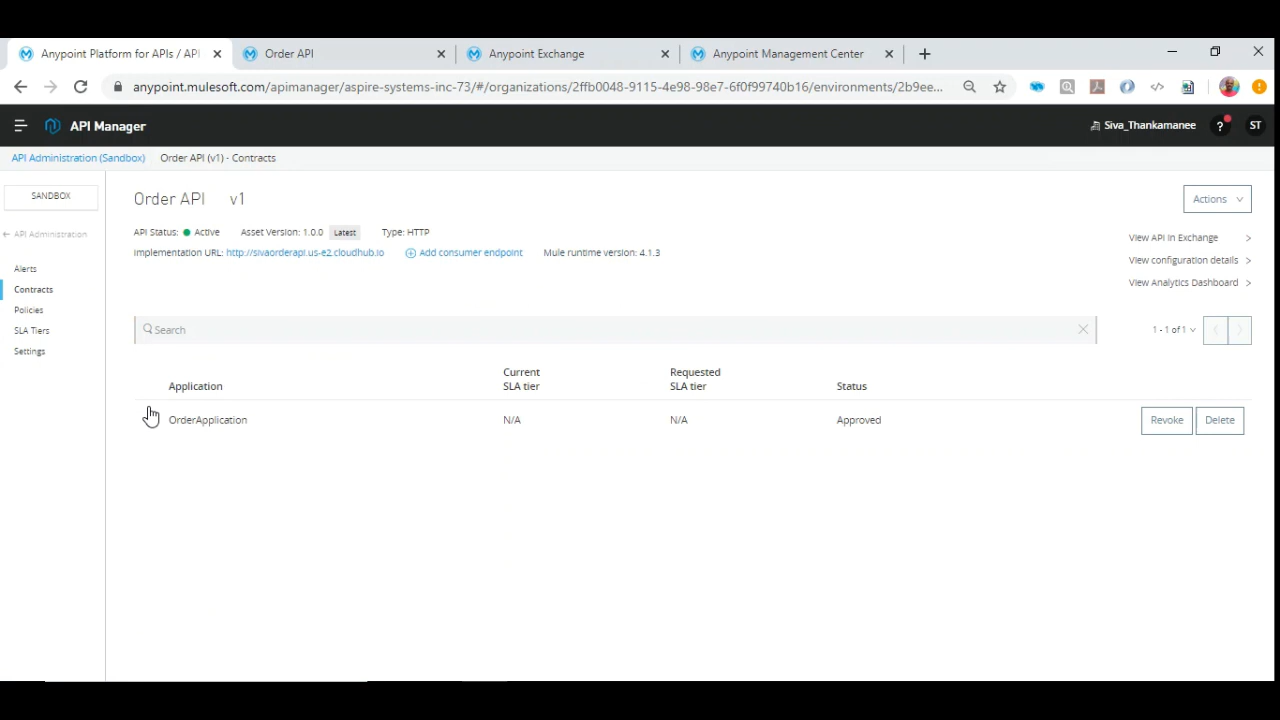 Anypoint Platform for APIs / API
Order API
Anypoint Exchange
Anypoint Management Center
anypoint.mulesoft.com/apimanager/aspire-systems-inc-73/#/organizations/2ffb0048-9115-4e98-98e7-6f0f99740b16/environments/2b9ee...
API Manager
Siva_Thankamanee
?
ST
API Administration (Sandbox)
Order API (v1) - Contracts
SANDBOX
← API Administration
Alerts
Contracts
Policies
SLA Tiers
Settings
Order API v1
Actions
API Status: Active Asset Version: 1.0.0 Latest Type: HTTP
Implementation URL: http://sivaorderapi.us-e2.cloudhub.io Add consumer endpoint Mule runtime version: 4.1.3
View API in Exchange >
View configuration details >
View Analytics Dashboard >
Search
1 - 1 of 1
Application
Current
SLA tier
Requested
SLA tier
Status
OrderApplication N/A N/A Approved Revoke Delete